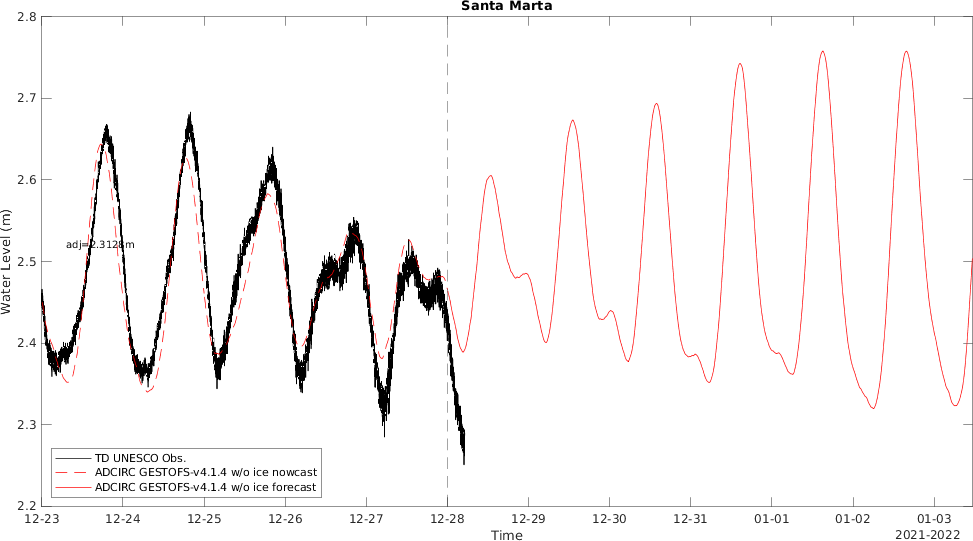 Santa Marta
2.8
2.7
2.6
2.5
2.4
2.3
2.2
Water Level (m)
adj=2.3128m
TD UNESCO Obs.
ADCIRC GESTOFS-v4.1.4 w/o ice nowcast
ADCIRC GESTOFS-v4.1.4 w/o ice forecast
12-23 12-24 12-25 12-26 12-27 12-28 12-29 12-30 12-31 01-01 01-02 01-03
Time
2021-2022